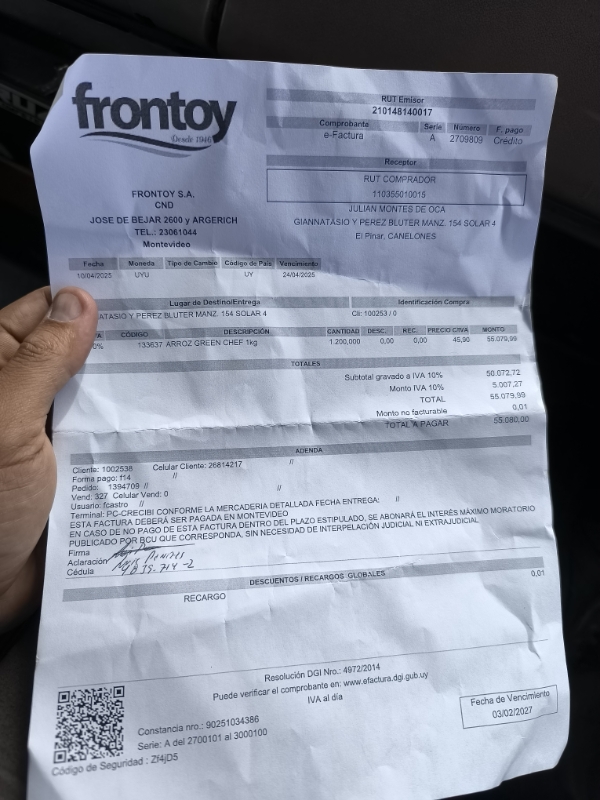 frontoy
Desde 1946
RUT Emisor
210148140017
Comprobante Serie Número F. pago
e-Factura A 2709809 Crédito
Receptor
RUT COMPRADOR
110355010015
JULIAN MONTES DE OCA
GIANNATASIO Y PEREZ BLUTER MANZ. 154 SOLAR 4
El Pinar, CANELONES
FRONTOY S.A.
CND
JOSE DE BEJAR 2600 y ARGERICH
TEL.: 23061044
Montevideo
Fecha Moneda Tipo de Cambio Código de País Vencimiento
10/04/2025 UYU UY 24/04/2025
Lugar de Destino/Entrega Identificación Compra
NATASIO Y PEREZ BLUTER MANZ. 154 SOLAR 4 Cli: 100253 / 0
A CÓDIGO DESCRIPCIÓN CANTIDAD DESC. REC. PRECIO C/IVA MONTO
0% 133637 ARROZ GREEN CHEF 1kg 1.200,000 0,00 0,00 45,90 55.079,99
TOTALES
Subtotal gravado a IVA 10% 50.072,72
Monto IVA 10% 5.007,27
TOTAL 55.079,99
Monto no facturable 0,01
TOTAL A PAGAR 55.080,00
ADENDA
Cliente: 1002538 Celular Cliente: 26814217 //
Forma pago: f14 //
Pedido: 1394709 // //
Vend: 327 Celular Vend: 0
Usuario: fcastro //
Terminal: PC-CRECIBI CONFORME LA MERCADERIA DETALLADA FECHA ENTREGA: //
ESTA FACTURA DEBERÁ SER PAGADA EN MONTEVIDEO
EN CASO DE NO PAGO DE ESTA FACTURA DENTRO DEL PLAZO ESTIPULADO, SE ABONARÁ EL INTERÉS MÁXIMO MORATORIO
PUBLICADO POR BCU QUE CORRESPONDA, SIN NECESIDAD DE INTERPELACIÓN JUDICIAL NI EXTRAJUDICIAL
Firma
Aclaración
Cédula
DESCUENTOS / RECARGOS GLOBALES
RECARGO 0,01
Resolución DGI Nro.: 4972/2014
Puede verificar el comprobante en: www.efactura.dgi.gub.uy
IVA al día
Constancia nro.: 90251034386
Serie: A del 2700101 al 3000100
Código de Seguridad : Zf4jD5
Fecha de Vencimiento
03/02/2027